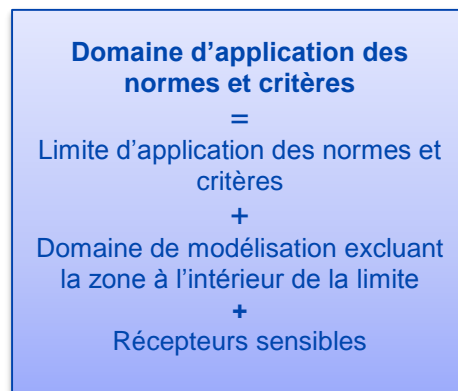 Domaine d’application des
normes et critères
=
Limite d’application des normes et
critères
+
Domaine de modélisation excluant
la zone à l’intérieur de la limite
+
Récepteurs sensibles